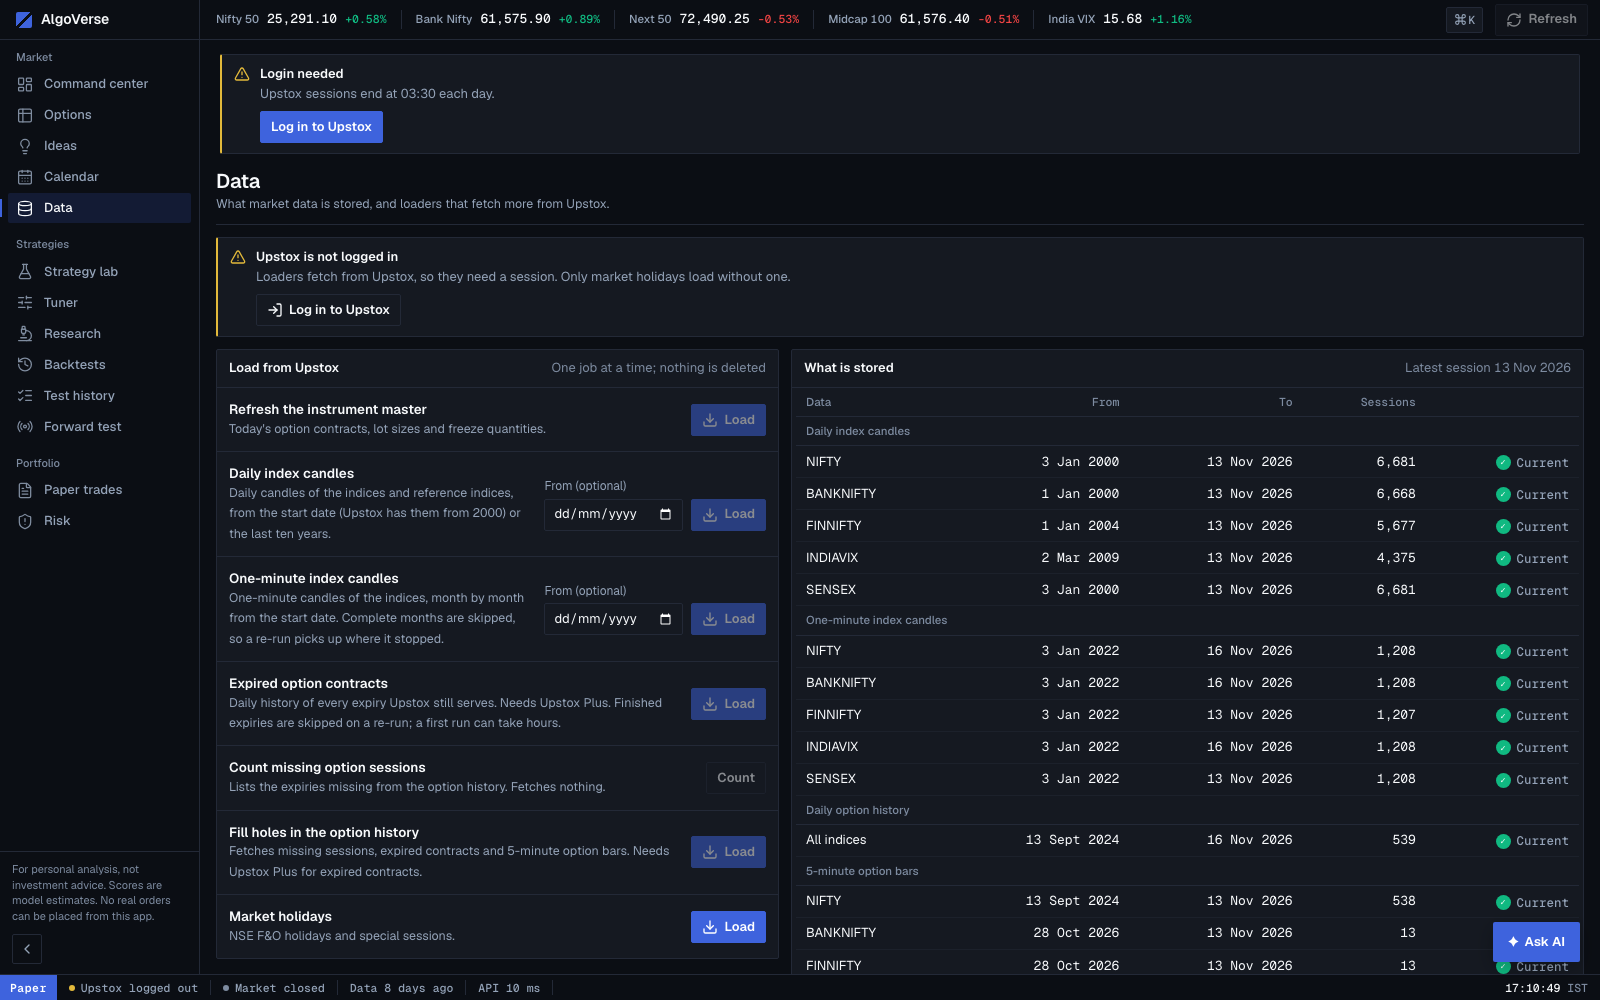 AlgoVerse
Nifty 50 25,291.10 +0.58% Bank Nifty 61,575.90 +0.89% Next 50 72,490.25 -0.53% Midcap 100 61,576.40 -0.51% India VIX 15.68 +1.16%
⌘K
Refresh
Market
Command center
Options
Ideas
Calendar
Data
Strategies
Strategy lab
Tuner
Research
Backtests
Test history
Forward test
Portfolio
Paper trades
Risk
For personal analysis, not
investment advice. Scores are
model estimates. No real orders
can be placed from this app.
Login needed
Upstox sessions end at 03:30 each day.
Log in to Upstox
Data
What market data is stored, and loaders that fetch more from Upstox.
Upstox is not logged in
Loaders fetch from Upstox, so they need a session. Only market holidays load without one.
Log in to Upstox
Load from Upstox One job at a time; nothing is deleted
Refresh the instrument master
Today's option contracts, lot sizes and freeze quantities.
Load
Daily index candles
Daily candles of the indices and reference indices,
from the start date (Upstox has them from 2000) or
the last ten years.
From (optional)
dd/mm/yyyy
Load
One-minute index candles
One-minute candles of the indices, month by month
from the start date. Complete months are skipped,
so a re-run picks up where it stopped.
From (optional)
dd/mm/yyyy
Load
Expired option contracts
Daily history of every expiry Upstox still serves. Needs Upstox Plus. Finished
expiries are skipped on a re-run; a first run can take hours.
Load
Count missing option sessions
Lists the expiries missing from the option history. Fetches nothing.
Count
Fill holes in the option history
Fetches missing sessions, expired contracts and 5-minute option bars. Needs
Upstox Plus for expired contracts.
Load
Market holidays
NSE F&O holidays and special sessions.
Load
What is stored Latest session 13 Nov 2026
Data From To Sessions
Daily index candles
NIFTY 3 Jan 2000 13 Nov 2026 6,681 Current
BANKNIFTY 1 Jan 2000 13 Nov 2026 6,668 Current
FINNIFTY 1 Jan 2004 13 Nov 2026 5,677 Current
INDIAVIX 2 Mar 2009 13 Nov 2026 4,375 Current
SENSEX 3 Jan 2000 13 Nov 2026 6,681 Current
One-minute index candles
NIFTY 3 Jan 2022 16 Nov 2026 1,208 Current
BANKNIFTY 3 Jan 2022 16 Nov 2026 1,208 Current
FINNIFTY 3 Jan 2022 16 Nov 2026 1,207 Current
INDIAVIX 3 Jan 2022 16 Nov 2026 1,208 Current
SENSEX 3 Jan 2022 13 Nov 2026 1,208 Current
Daily option history
All indices 13 Sept 2024 16 Nov 2026 539 Current
5-minute option bars
NIFTY 13 Sept 2024 13 Nov 2026 538 Current
BANKNIFTY 28 Oct 2026 13 Nov 2026 13
FINNIFTY 28 Oct 2026 13 Nov 2026 13 Current
Ask AI
Paper Upstox logged out Market closed Data 8 days ago API 10 ms 17:10:49 IST